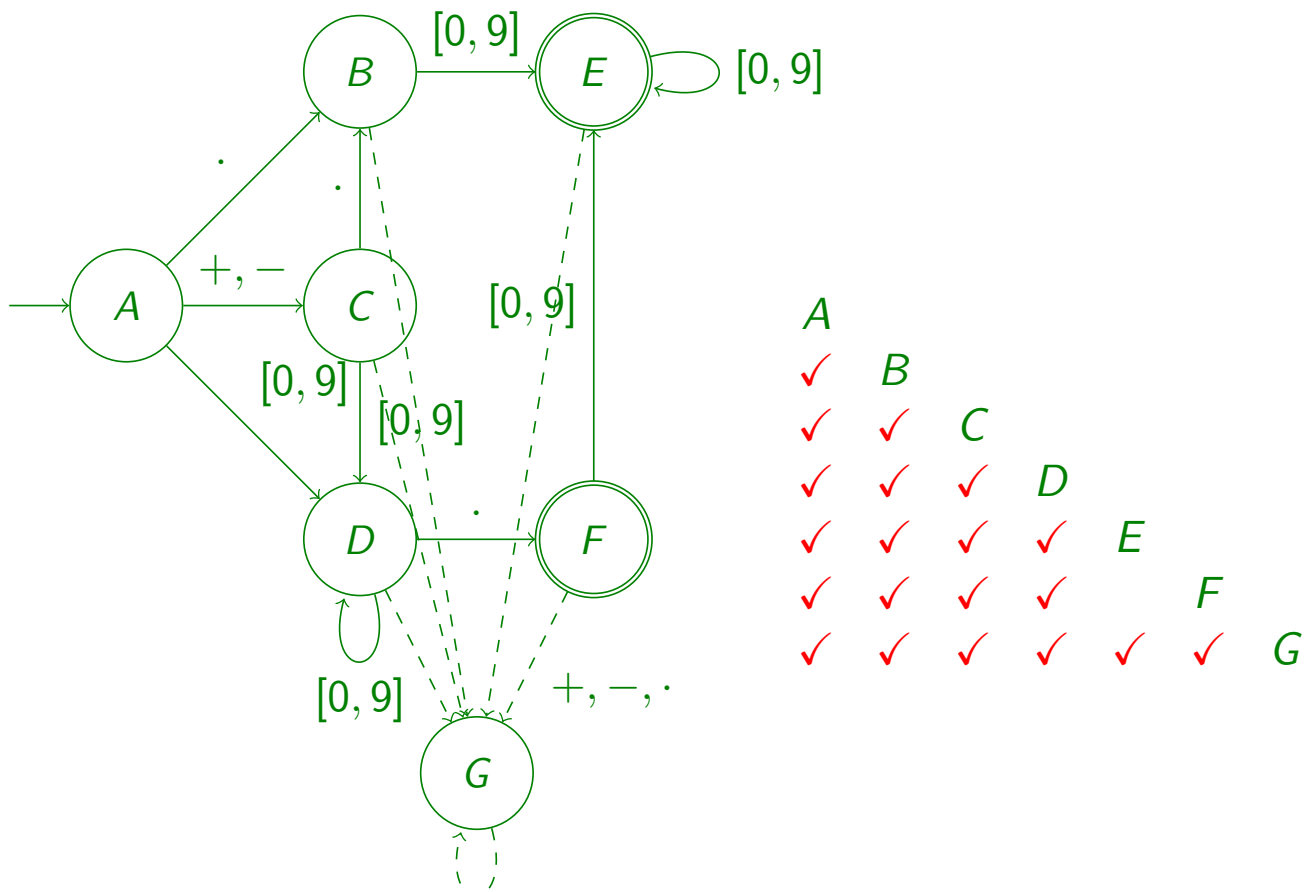 [0, 9]
B
E
[0, 9]
.
.
+, −
A
C
[0, 9]
A
[0, 9]
✓ B
[0, 9]
✓ ✓ C
✓ ✓ ✓ D
.
D
F
✓ ✓ ✓ ✓ E
✓ ✓ ✓ ✓ F
✓ ✓ ✓ ✓ ✓ ✓ G
[0, 9]
+, −, ·
G